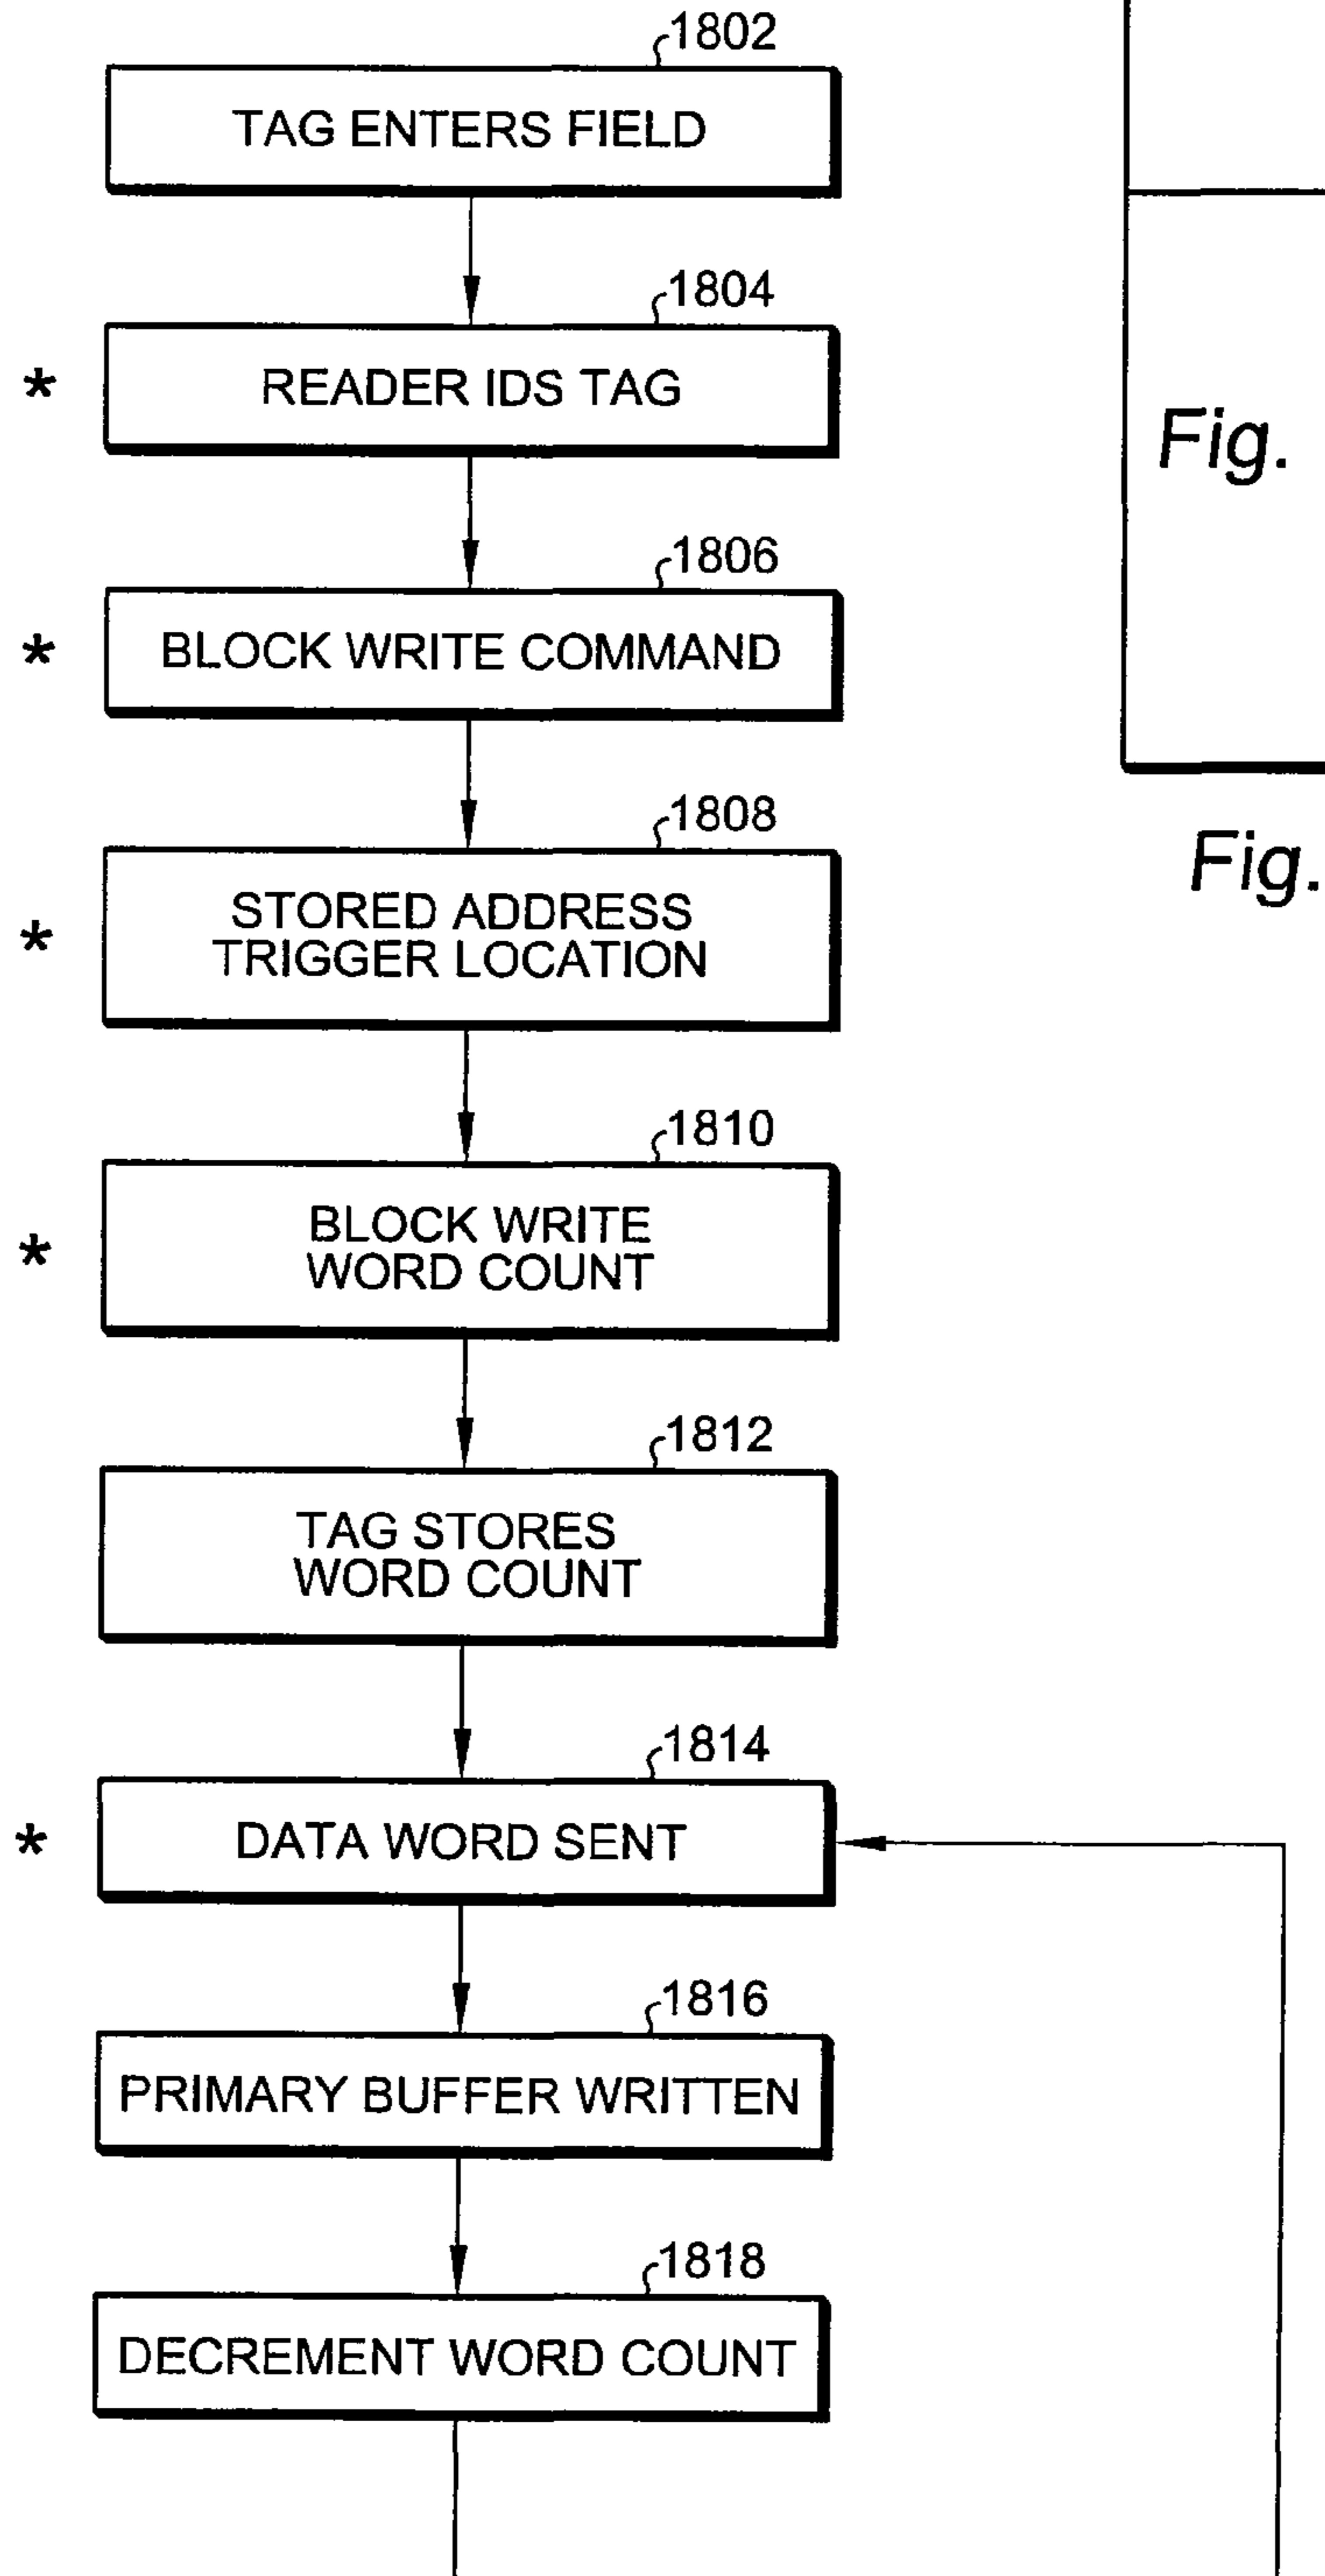 1802
TAG ENTERS FIELD
1804
* READER IDS TAG
1806
* BLOCK WRITE COMMAND
1808
* STORED ADDRESS
TRIGGER LOCATION
1810
* BLOCK WRITE
WORD COUNT
1812
TAG STORES
WORD COUNT
1814
* DATA WORD SENT
1816
PRIMARY BUFFER WRITTEN
1818
DECREMENT WORD COUNT
Fig.
Fig.